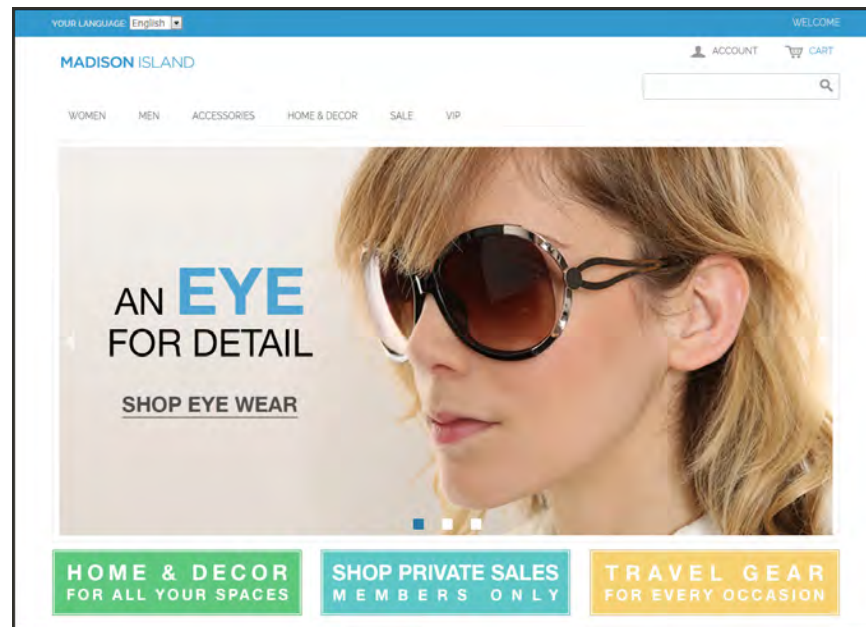 YOUR LANGUAGE: English
WELCOME
MADISON ISLAND
ACCOUNT
CART
WOMEN MEN ACCESSORIES HOME & DECOR SALE VIP
AN EYE
FOR DETAIL
SHOP EYE WEAR
HOME & DECOR
FOR ALL YOUR SPACES
SHOP PRIVATE SALES
MEMBERS ONLY
TRAVEL GEAR
FOR EVERY OCCASION